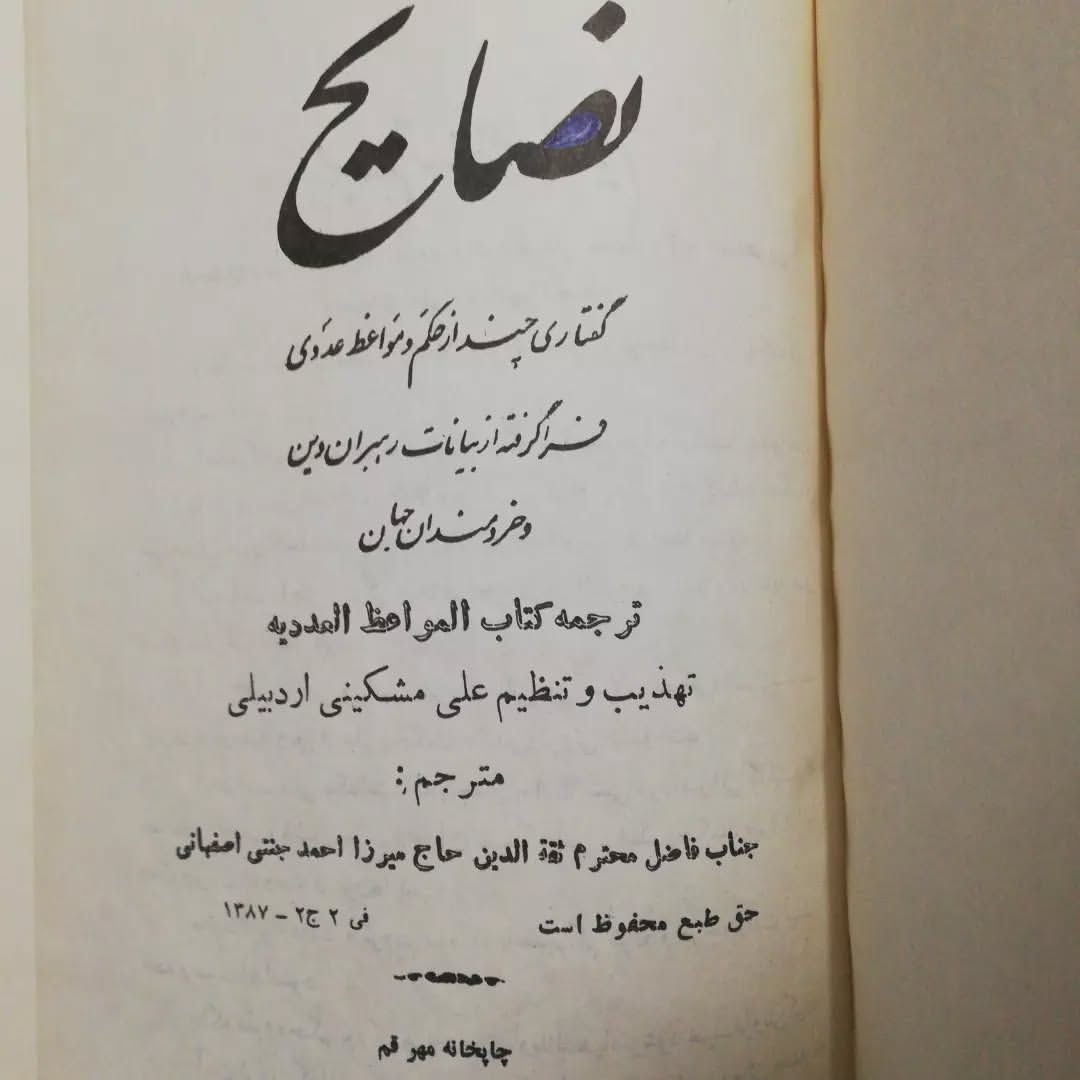 نصایح
گفتاری چند از حکم و مواعظ عددی
فراگرفته از بیانات رهبران دین
و خردمندان جهان
ترجمه کتاب المواعظ العددیه
تهذیب و تنظیم علی مشکینی اردبیلی
مترجم:
جناب فاضل محترم ثقة الدین حاج میرزا احمد جنتی اصفهانی
حق طبع محفوظ است فی ۲ ج۲ - ۱۳۸۷
چاپخانه مهر قم